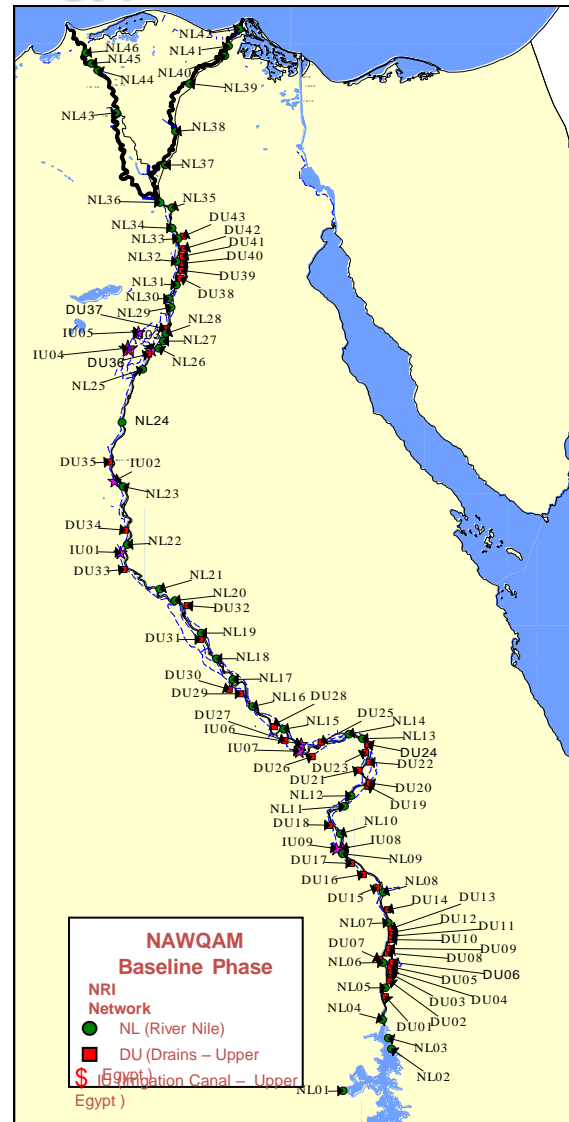 NL42
NL41
NL46
NL45
NL40
NL44
NL39
NL43
NL38
NL37
NL36
NL35
NL34
DU43
NL33
DU42
DU41
NL32
DU40
DU39
NL31
DU38
NL30
NL29
DU37
NL28
IU05
NL27
IU04
DU36
NL26
NL25
NL24
DU35
IU02
NL23
DU34
NL22
IU01
DU33
NL21
NL20
DU32
DU31
NL19
NL18
DU30
NL17
DU29
NL16
DU28
DU27
NL15
DU25
NL14
IU06
NL13
IU07
DU24
DU26
DU23
DU22
DU21
NL12
DU20
NL11
DU19
DU18
NL10
IU09
IU08
DU17
NL09
DU16
DU15
NL08
DU14
DU13
NL07
DU12
DU11
DU10
DU07
DU09
DU08
NL06
DU06
DU05
NL05
DU04
DU03
NL04
DU02
DU01
NL03
NL02
NL01
NAWQAM
Baseline Phase
NRI
Network
NL (River Nile)
DU (Drains – Upper
Egypt )
$ IU (Irrigation Canal – Upper
Egypt )